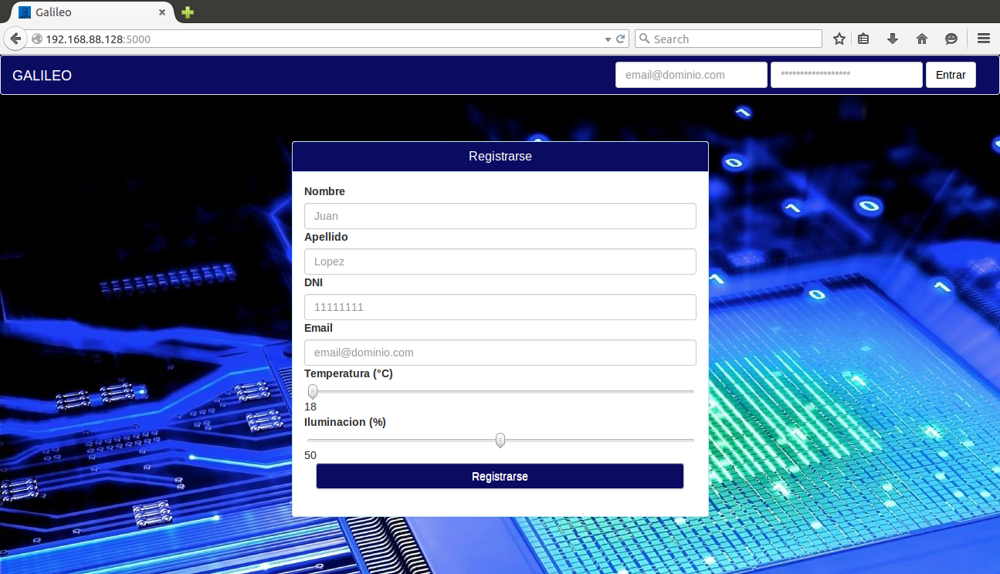 Galileo
192.168.88.128:5000
Search
GALILEO
email@dominio.com
******************
Entrar
Registrarse
Nombre
Juan
Apellido
Lopez
DNI
11111111
Email
email@dominio.com
Temperatura (°C)
18
Iluminacion (%)
50
Registrarse